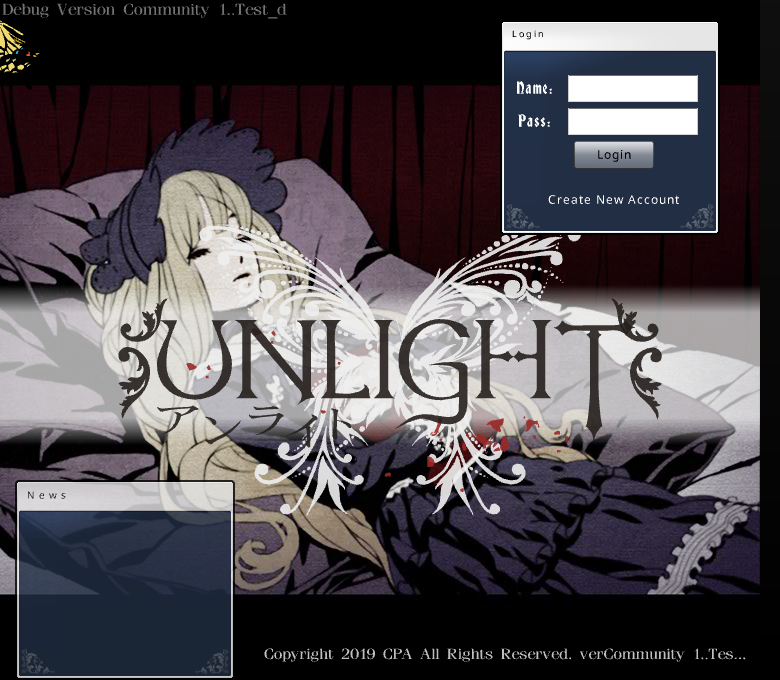 Debug Version Community 1..Test_d
Login
Name:
Pass:
Login
Create New Account
UNLIGHT
アンライト
News
Copyright 2019 CPA All Rights Reserved. verCommunity 1..Tes...